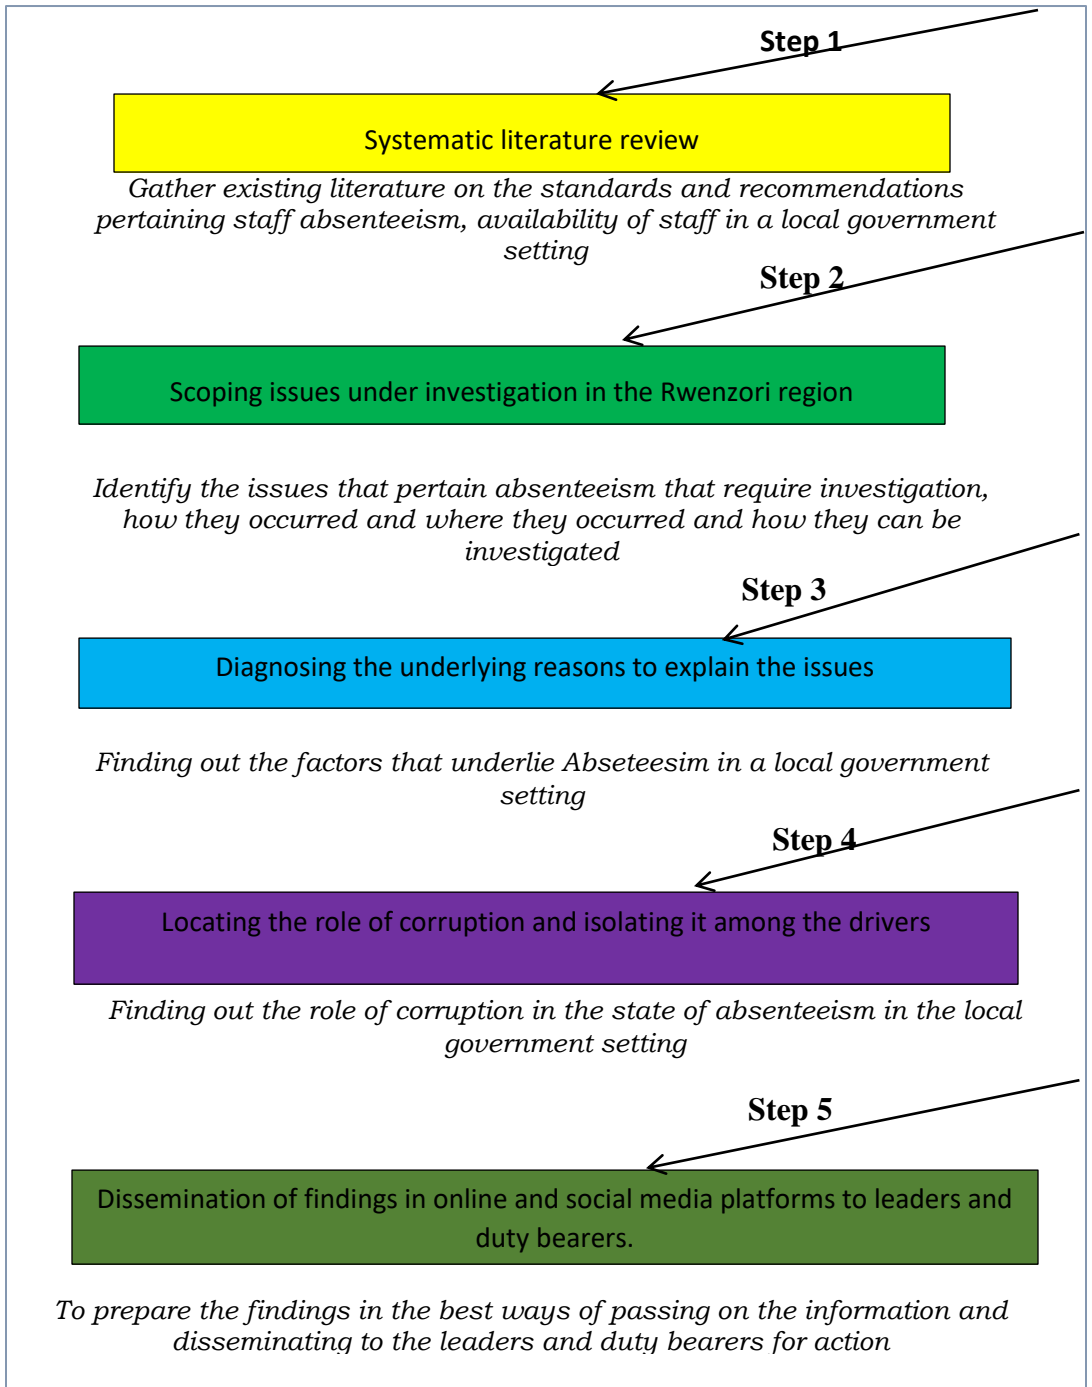 Step 1
Systematic literature review
Gather existing literature on the standards and recommendations
pertaining staff absenteeism, availability of staff in a local government
setting
Step 2
Scoping issues under investigation in the Rwenzori region
Identify the issues that pertain absenteeism that require investigation,
how they occurred and where they occurred and how they can be
investigated
Step 3
Diagnosing the underlying reasons to explain the issues
Finding out the factors that underlie Abseteesim in a local government
setting
Step 4
Locating the role of corruption and isolating it among the drivers
Finding out the role of corruption in the state of absenteeism in the local
government setting
Step 5
Dissemination of findings in online and social media platforms to leaders and
duty bearers.
To prepare the findings in the best ways of passing on the information and
disseminating to the leaders and duty bearers for action